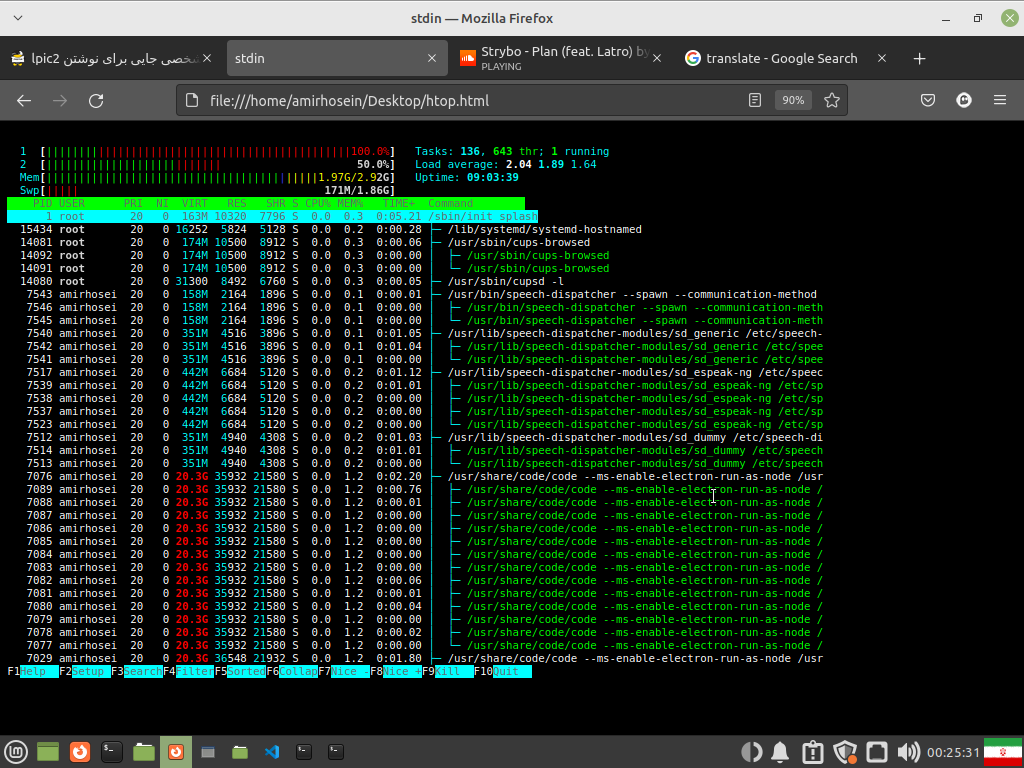 stdin — Mozilla Firefox
شخصی جایی برای نوشتن lpic2
stdin
Strybo - Plan (feat. Latro) by
PLAYING
translate - Google Search
file:///home/amirhosein/Desktop/htop.html
90%
1 [||||||||||||||||||||||||||||||||||||||||||||||||100.0%] Tasks: 136, 643 thr; 1 running
2 [||||||||||||||||||||||||||| 50.0%] Load average: 2.04 1.89 1.64
Mem[||||||||||||||||||||||||||||||||||||||||||1.97G/2.92G] Uptime: 09:03:39
Swp[||||| 171M/1.86G]
PID USER PRI NI VIRT RES SHR S CPU% MEM% TIME+ Command
1 root 20 0 163M 10320 7796 S 0.0 0.3 0:05.21 /sbin/init splash
15434 root 20 0 16252 5824 5128 S 0.0 0.2 0:00.28 ├─ /lib/systemd/systemd-hostnamed
14081 root 20 0 174M 10500 8912 S 0.0 0.3 0:00.06 ├─ /usr/sbin/cups-browsed
14092 root 20 0 174M 10500 8912 S 0.0 0.3 0:00.00 │ ├─ /usr/sbin/cups-browsed
14091 root 20 0 174M 10500 8912 S 0.0 0.3 0:00.00 │ └─ /usr/sbin/cups-browsed
14080 root 20 0 31300 8492 6760 S 0.0 0.3 0:00.05 ├─ /usr/sbin/cupsd -l
7543 amirhosei 20 0 158M 2164 1896 S 0.0 0.1 0:00.01 ├─ /usr/bin/speech-dispatcher --spawn --communication-method
7546 amirhosei 20 0 158M 2164 1896 S 0.0 0.1 0:00.00 │ ├─ /usr/bin/speech-dispatcher --spawn --communication-meth
7545 amirhosei 20 0 158M 2164 1896 S 0.0 0.1 0:00.00 │ └─ /usr/bin/speech-dispatcher --spawn --communication-meth
7540 amirhosei 20 0 351M 4516 3896 S 0.0 0.1 0:01.05 ├─ /usr/lib/speech-dispatcher-modules/sd_generic /etc/speech-
7542 amirhosei 20 0 351M 4516 3896 S 0.0 0.1 0:01.04 │ ├─ /usr/lib/speech-dispatcher-modules/sd_generic /etc/spee
7541 amirhosei 20 0 351M 4516 3896 S 0.0 0.1 0:00.00 │ └─ /usr/lib/speech-dispatcher-modules/sd_generic /etc/spee
7517 amirhosei 20 0 442M 6684 5120 S 0.0 0.2 0:01.12 ├─ /usr/lib/speech-dispatcher-modules/sd_espeak-ng /etc/speec
7539 amirhosei 20 0 442M 6684 5120 S 0.0 0.2 0:01.01 │ ├─ /usr/lib/speech-dispatcher-modules/sd_espeak-ng /etc/sp
7538 amirhosei 20 0 442M 6684 5120 S 0.0 0.2 0:00.00 │ ├─ /usr/lib/speech-dispatcher-modules/sd_espeak-ng /etc/sp
7537 amirhosei 20 0 442M 6684 5120 S 0.0 0.2 0:00.00 │ ├─ /usr/lib/speech-dispatcher-modules/sd_espeak-ng /etc/sp
7523 amirhosei 20 0 442M 6684 5120 S 0.0 0.2 0:00.00 │ └─ /usr/lib/speech-dispatcher-modules/sd_espeak-ng /etc/sp
7512 amirhosei 20 0 351M 4940 4308 S 0.0 0.2 0:01.03 ├─ /usr/lib/speech-dispatcher-modules/sd_dummy /etc/speech-di
7514 amirhosei 20 0 351M 4940 4308 S 0.0 0.2 0:01.01 │ ├─ /usr/lib/speech-dispatcher-modules/sd_dummy /etc/speech
7513 amirhosei 20 0 351M 4940 4308 S 0.0 0.2 0:00.00 │ └─ /usr/lib/speech-dispatcher-modules/sd_dummy /etc/speech
7076 amirhosei 20 0 20.3G 35932 21580 S 0.0 1.2 0:02.20 ├─ /usr/share/code/code --ms-enable-electron-run-as-node /usr
7089 amirhosei 20 0 20.3G 35932 21580 S 0.0 1.2 0:00.76 │ ├─ /usr/share/code/code --ms-enable-electron-run-as-node /
7088 amirhosei 20 0 20.3G 35932 21580 S 0.0 1.2 0:00.01 │ ├─ /usr/share/code/code --ms-enable-electron-run-as-node /
7087 amirhosei 20 0 20.3G 35932 21580 S 0.0 1.2 0:00.00 │ ├─ /usr/share/code/code --ms-enable-electron-run-as-node /
7086 amirhosei 20 0 20.3G 35932 21580 S 0.0 1.2 0:00.00 │ ├─ /usr/share/code/code --ms-enable-electron-run-as-node /
7085 amirhosei 20 0 20.3G 35932 21580 S 0.0 1.2 0:00.00 │ ├─ /usr/share/code/code --ms-enable-electron-run-as-node /
7084 amirhosei 20 0 20.3G 35932 21580 S 0.0 1.2 0:00.00 │ ├─ /usr/share/code/code --ms-enable-electron-run-as-node /
7083 amirhosei 20 0 20.3G 35932 21580 S 0.0 1.2 0:00.00 │ ├─ /usr/share/code/code --ms-enable-electron-run-as-node /
7082 amirhosei 20 0 20.3G 35932 21580 S 0.0 1.2 0:00.06 │ ├─ /usr/share/code/code --ms-enable-electron-run-as-node /
7081 amirhosei 20 0 20.3G 35932 21580 S 0.0 1.2 0:00.01 │ ├─ /usr/share/code/code --ms-enable-electron-run-as-node /
7080 amirhosei 20 0 20.3G 35932 21580 S 0.0 1.2 0:00.04 │ ├─ /usr/share/code/code --ms-enable-electron-run-as-node /
7079 amirhosei 20 0 20.3G 35932 21580 S 0.0 1.2 0:00.00 │ ├─ /usr/share/code/code --ms-enable-electron-run-as-node /
7078 amirhosei 20 0 20.3G 35932 21580 S 0.0 1.2 0:00.02 │ ├─ /usr/share/code/code --ms-enable-electron-run-as-node /
7077 amirhosei 20 0 20.3G 35932 21580 S 0.0 1.2 0:00.00 │ └─ /usr/share/code/code --ms-enable-electron-run-as-node /
7029 amirhosei 20 0 20.3G 36548 21932 S 0.0 1.2 0:01.80 ├─ /usr/share/code/code --ms-enable-electron-run-as-node /usr
F1Help F2Setup F3SearchF4FilterF5SortedF6CollapF7Nice -F8Nice +F9Kill F10Quit
00:25:31